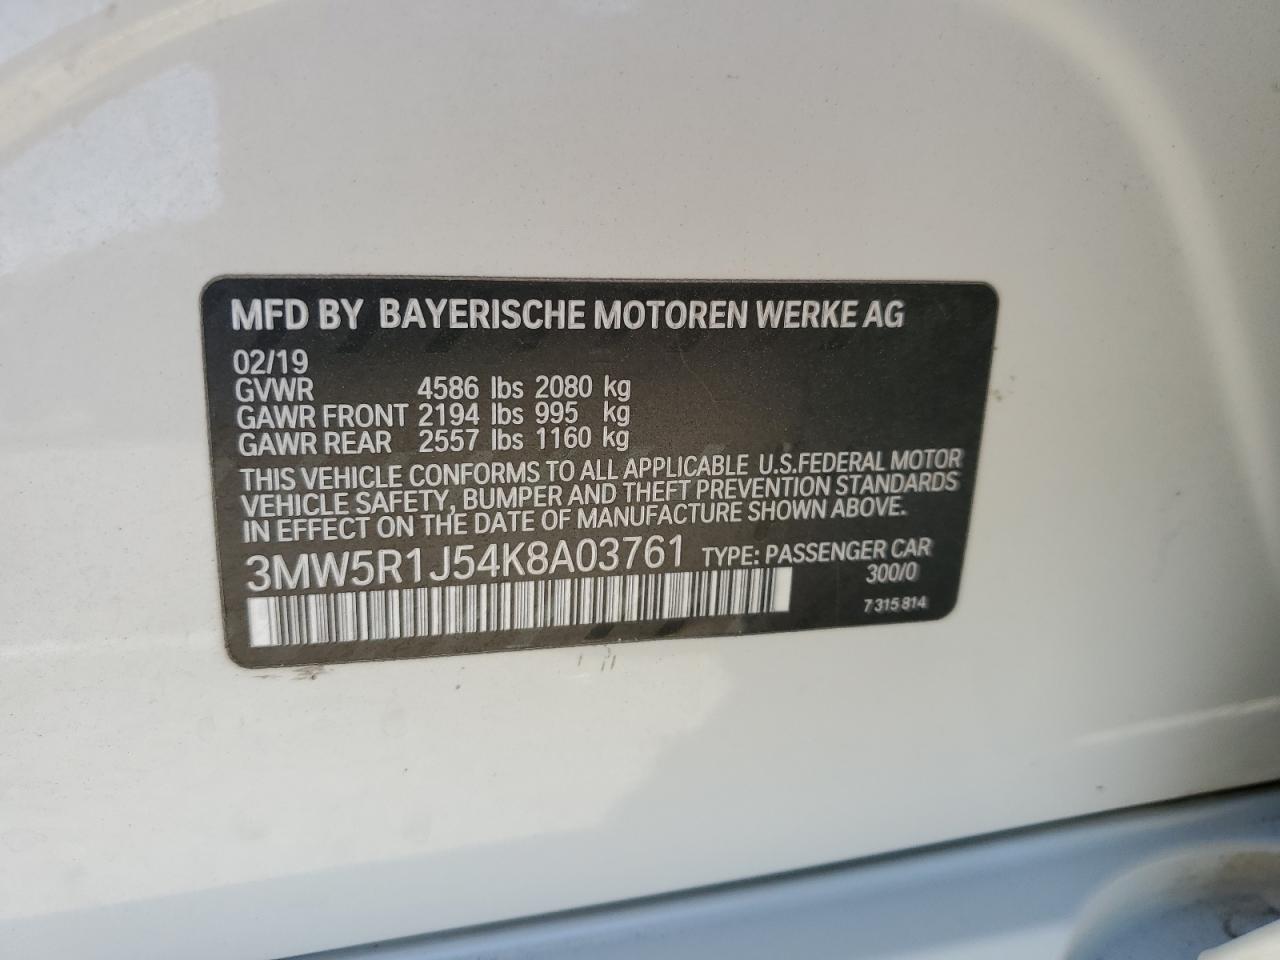 MFD BY BAYERISCHE MOTOREN WERKE AG
02/19
GVWR 4586 lbs 2080 kg
GAWR FRONT 2194 lbs 995 kg
GAWR REAR 2557 lbs 1160 kg
THIS VEHICLE CONFORMS TO ALL APPLICABLE U.S.FEDERAL MOTOR
VEHICLE SAFETY, BUMPER AND THEFT PREVENTION STANDARDS
IN EFFECT ON THE DATE OF MANUFACTURE SHOWN ABOVE.
3MW5R1J54K8A03761 TYPE: PASSENGER CAR
300/0
7 315 814